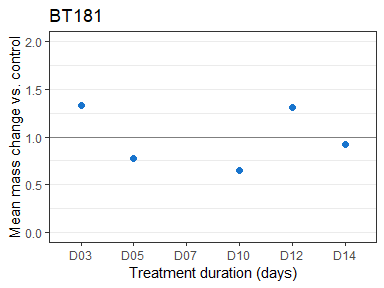 BT181
Mean mass change vs. control
2.0
1.5
1.0
0.5
0.0
D03 D05 D07 D10 D12 D14
Treatment duration (days)